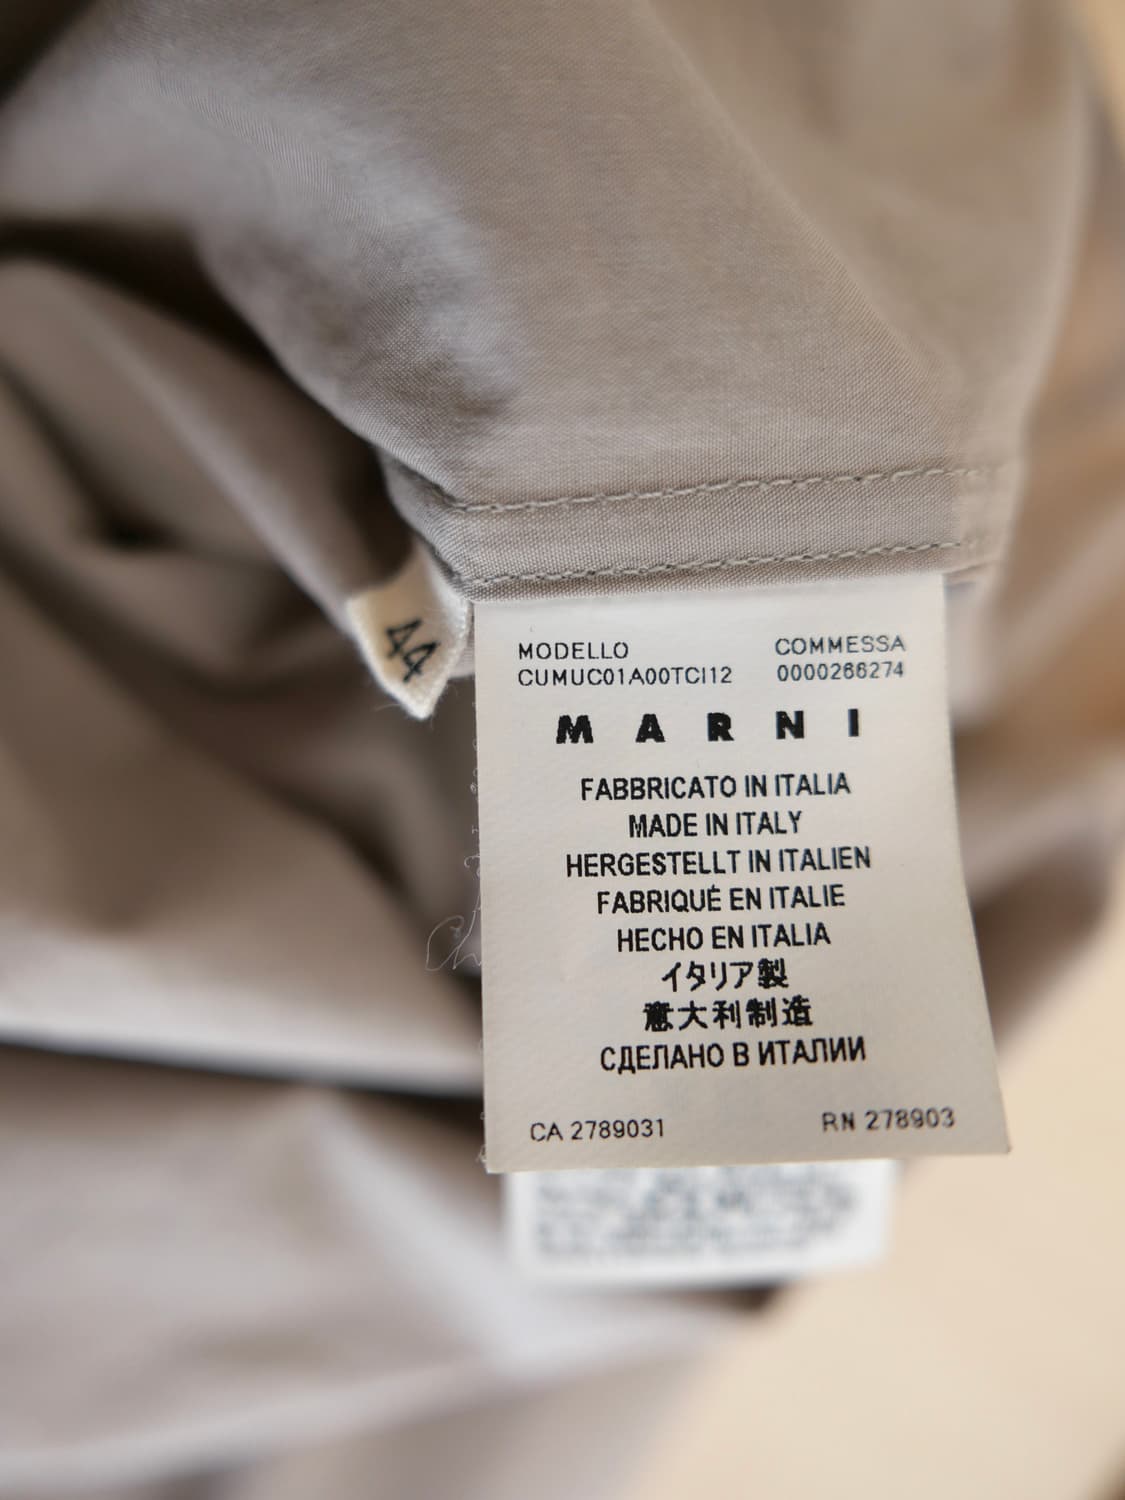 44
MODELLO COMMESSA
CUMUC01A00TCI12 0000266274
MARNI
FABBRICATO IN ITALIA
MADE IN ITALY
HERGESTELLT IN ITALIEN
FABRIQUÉ EN ITALIE
HECHO EN ITALIA
イタリア製
意大利制造
СДЕЛАНО В ИТАЛИИ
CA 2789031 RN 278903